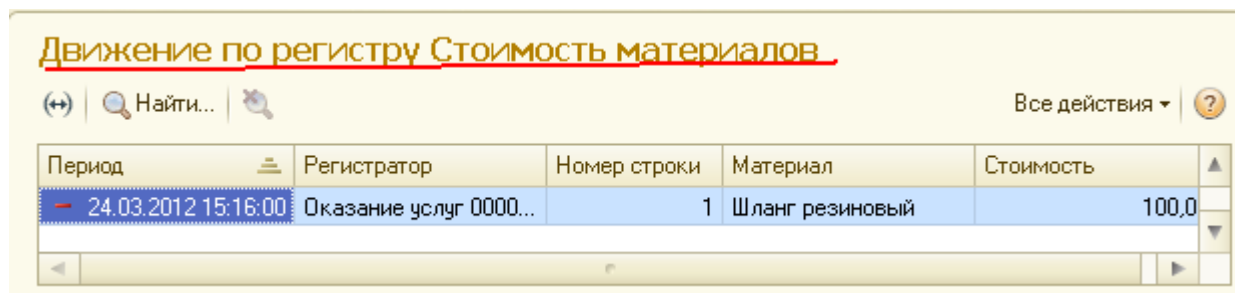 Движение по регистру Стоимость материалов .
Найти... Все действия
Период Регистратор Номер строки Материал Стоимость
24.03.2012 15:16:00 Оказание услуг 0000... 1 Шланг резиновый 100,0